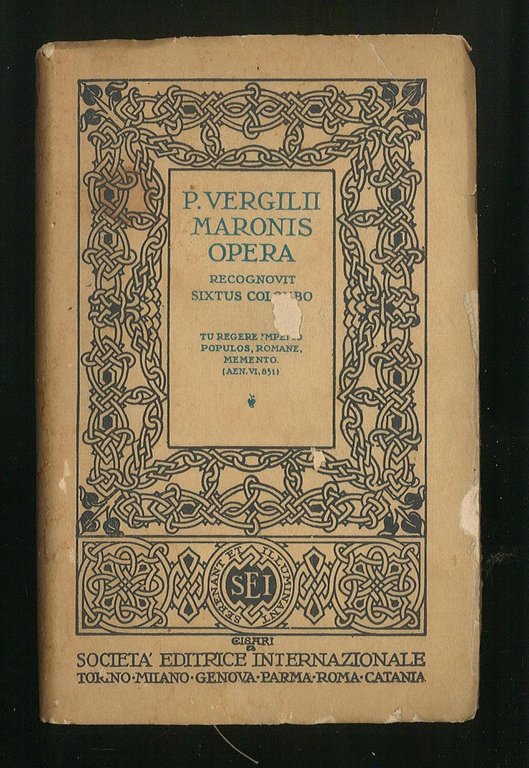 P. VERGILII
MARONIS
OPERA
RECOGNOVIT
SIXTUS
TU REGERE
POPULOS, ROMANE,
MEMENTO.
(AEN. VI, 851)
SERENANT ET ILLUMINANT
SEI
CISARI
SOCIETA' EDITRICE INTERNAZIONALE
MILANO · GENOVA · PARMA · ROMA · CATANIA